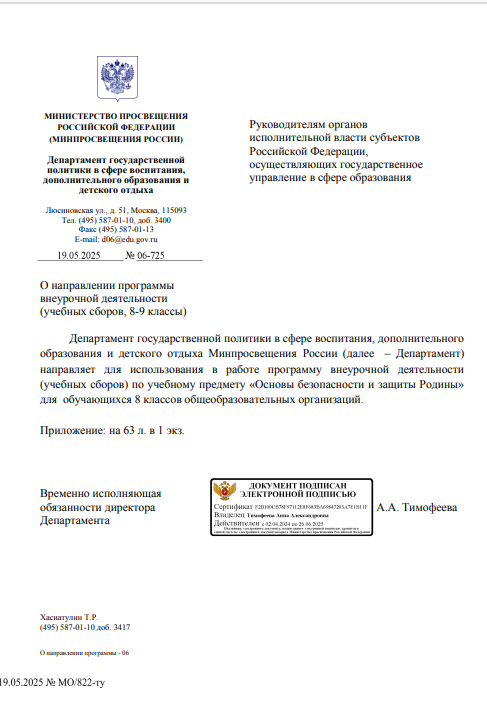 МИНИСТЕРСТВО ПРОСВЕЩЕНИЯ
РОССИЙСКОЙ ФЕДЕРАЦИИ
(МИНПРОСВЕЩЕНИЯ РОССИИ)
Департамент государственной
политики в сфере воспитания,
дополнительного образования и
детского отдыха
Люсиновская ул., д. 51, Москва, 115093
Тел. (495) 587-01-10, доб. 3400
Факс (495) 587-01-13
E-mail: d06@edu.gov.ru
19.05.2025 № 06-725
Руководителям органов
исполнительной власти субъектов
Российской Федерации,
осуществляющих государственное
управление в сфере образования
О направлении программы
внеурочной деятельности
(учебных сборов, 8-9 классы)
Департамент государственной политики в сфере воспитания, дополнительного
образования и детского отдыха Минпросвещения России (далее – Департамент)
направляет для использования в работе программу внеурочной деятельности
(учебных сборов) по учебному предмету «Основы безопасности и защиты Родины»
для обучающихся 8 классов общеобразовательных организаций.
Приложение: на 63 л. в 1 экз.
Временно исполняющая
обязанности директора
Департамента
ДОКУМЕНТ ПОДПИСАН
ЭЛЕКТРОННОЙ ПОДПИСЬЮ
Сертификат
Владелец Тимофеева Анна Александровна
Действителен с 02.04.2024 по 26.06.2025
А.А. Тимофеева
Хасиатулин Т.Р.
(495) 587-01-10 доб. 3417
О направлении программы - 06
19.05.2025 № МО/822-ту